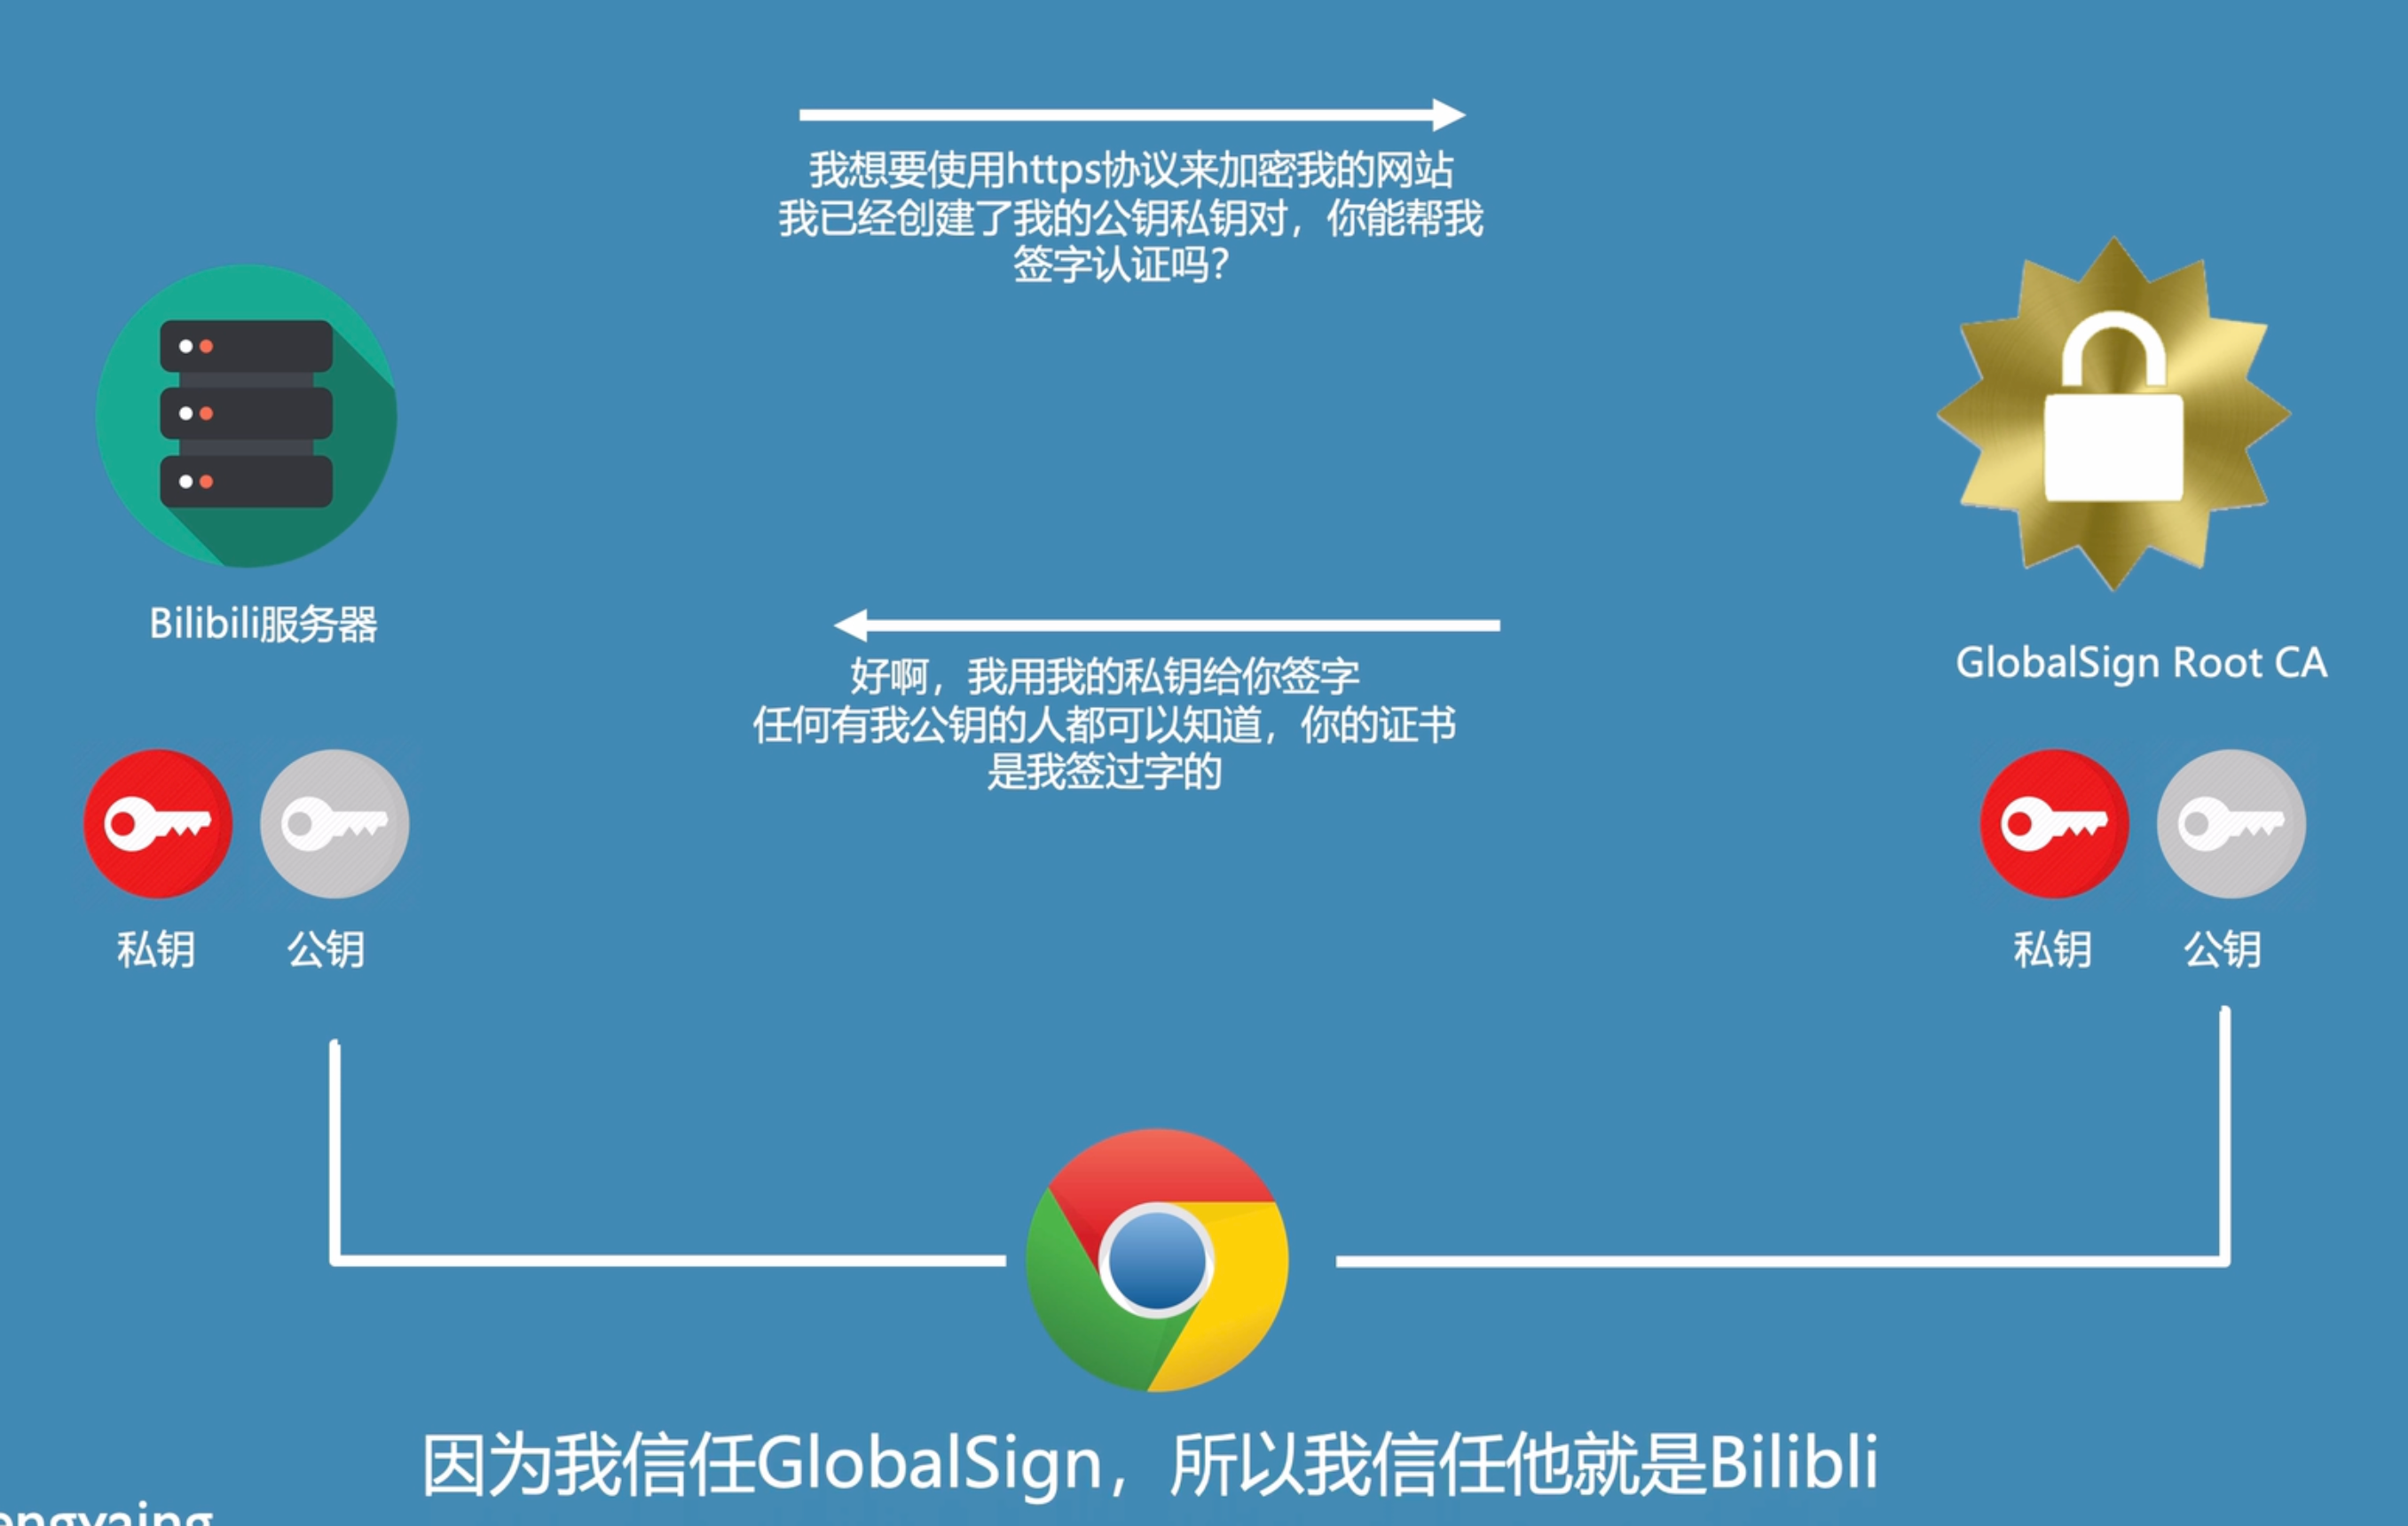 我想要使用https协议来加密我的网站
我已经创建了我的公钥私钥对，你能帮我
签字认证吗？
Bilibili服务器
GlobalSign Root CA
好啊，我用我的私钥给你签字
任何有我公钥的人都可以知道，你的证书
是我签过字的
私钥
公钥
私钥
公钥
因为我信任GlobalSign，所以我信任他就是Bilibli